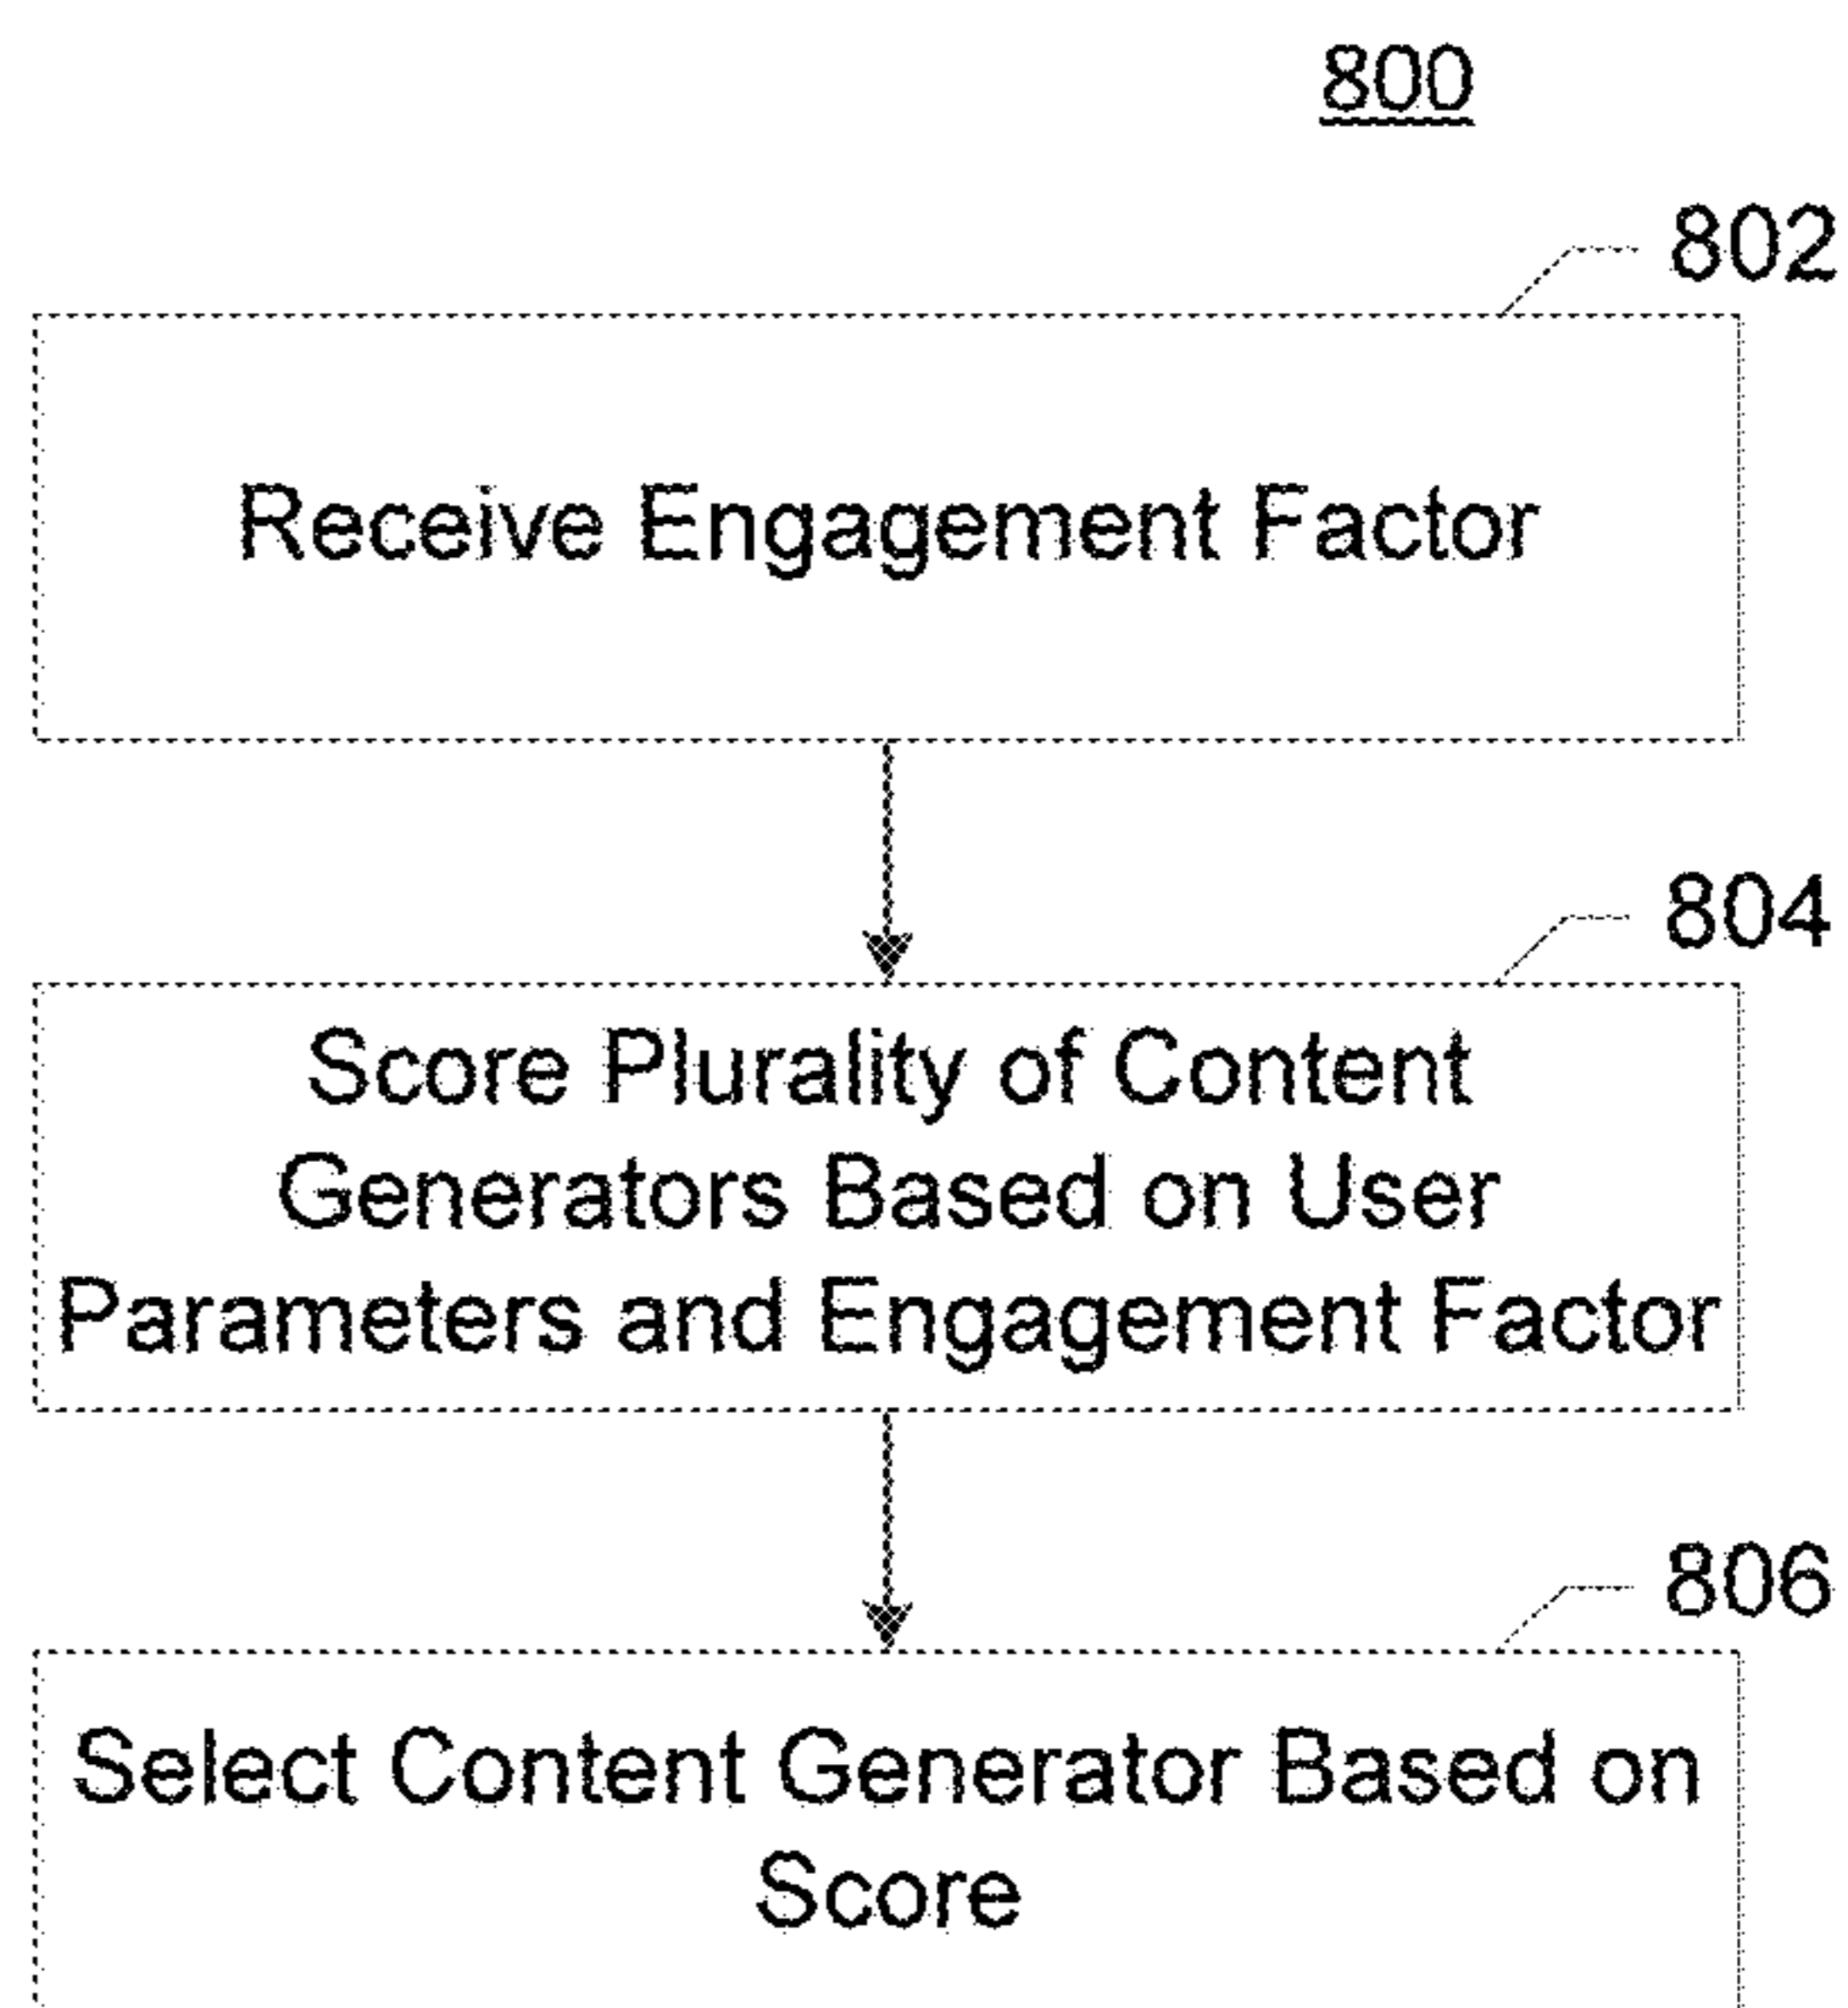 800
802
Receive Engagement Factor
804
Score Plurality of Content
Generators Based on User
Parameters and Engagement Factor
806
Select Content Generator Based on
Score